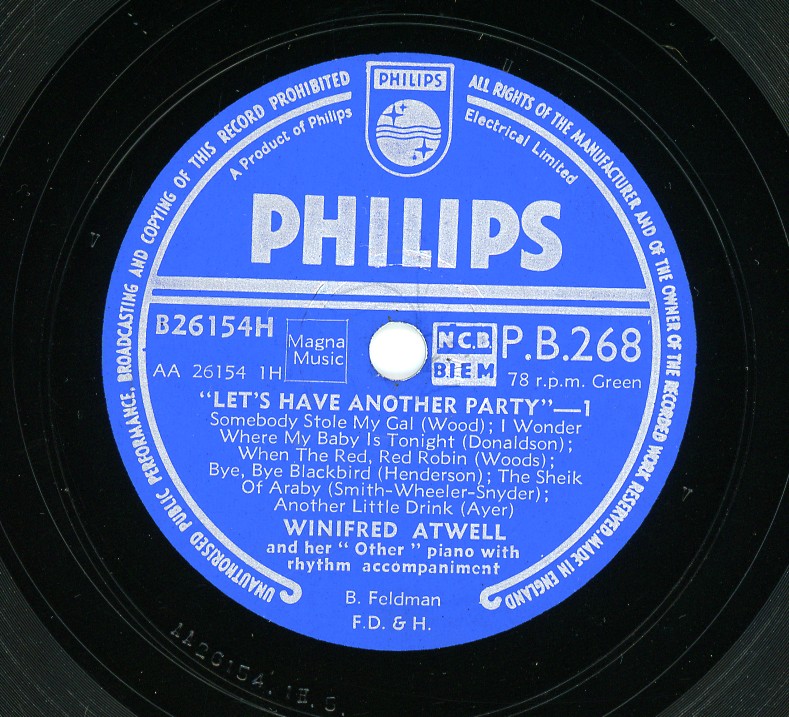 UNAUTHORISED PUBLIC PERFORMANCE, BROADCASTING AND COPYING OF THIS RECORD PROHIBITED
ALL RIGHTS OF THE MANUFACTURER AND OF THE OWNER OF THE RECORDED WORK RESERVED. MADE IN ENGLAND
PHILIPS
A Product of Philips Electrical Limited
PHILIPS
B26154H
Magna
Music
N C.B
BIEM
P.B.268
AA 26154 1H
78 r.p.m. Green
"LET'S HAVE ANOTHER PARTY"—1
Somebody Stole My Gal (Wood); I Wonder
Where My Baby Is Tonight (Donaldson);
When The Red, Red Robin (Woods);
Bye, Bye Blackbird (Henderson); The Sheik
Of Araby (Smith-Wheeler-Snyder);
Another Little Drink (Ayer)
WINIFRED ATWELL
and her "Other" piano with
rhythm accompaniment
B. Feldman
F.D. & H.